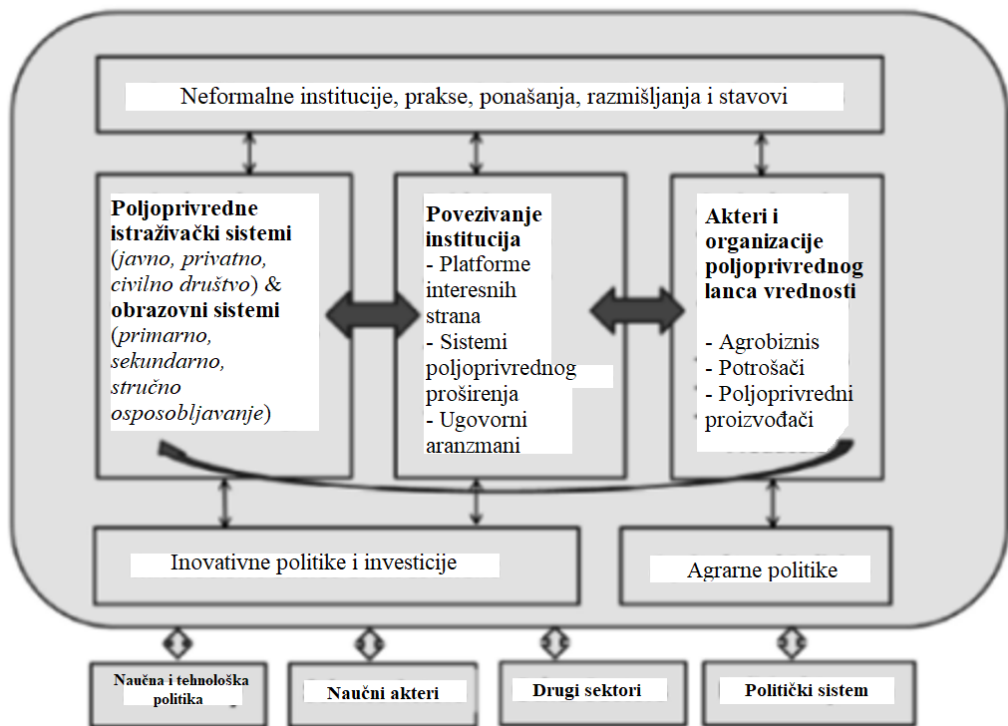 Neformalne institucije, prakse, ponašanja, razmišljanja i stavovi
Poljoprivredne
istraživački sistemi
(javno, privatno,
civilno društvo) &
obrazovni sistemi
(primarno,
sekundarno,
stručno
osposobljavanje)
Povezivanje
institucija
- Platforme
interesnih
strana
- Sistemi
poljoprivrednog
proširenja
- Ugovorni
aranzmani
Akteri i
organizacije
poljoprivrednog
lanca vrednosti
- Agrobiznis
- Potrošači
- Poljoprivredni
proizvođači
Inovativne politike i investicije
Agrarne politike
Naučna i tehnološka
politika
Naučni akteri
Drugi sektori
Politički sistem